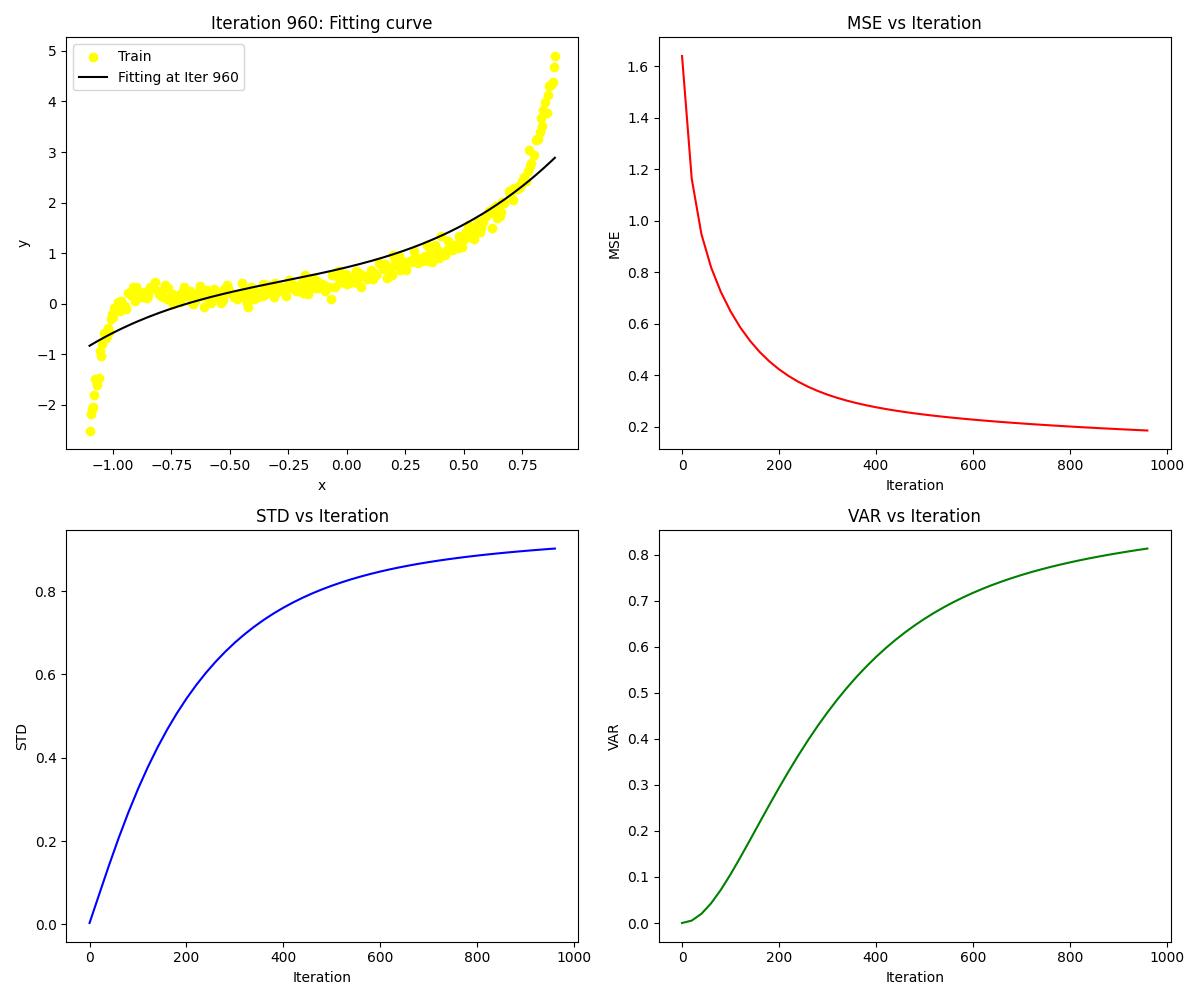 Iteration 960: Fitting curve
Train
Fitting at Iter 960
y
5
4
3
2
1
0
−1
−2
−1.00 −0.75 −0.50 −0.25 0.00 0.25 0.50 0.75
x
MSE vs Iteration
MSE
1.6
1.4
1.2
1.0
0.8
0.6
0.4
0.2
0 200 400 600 800 1000
Iteration
STD vs Iteration
STD
0.8
0.6
0.4
0.2
0.0
0 200 400 600 800 1000
Iteration
VAR vs Iteration
VAR
0.8
0.7
0.6
0.5
0.4
0.3
0.2
0.1
0.0
0 200 400 600 800 1000
Iteration